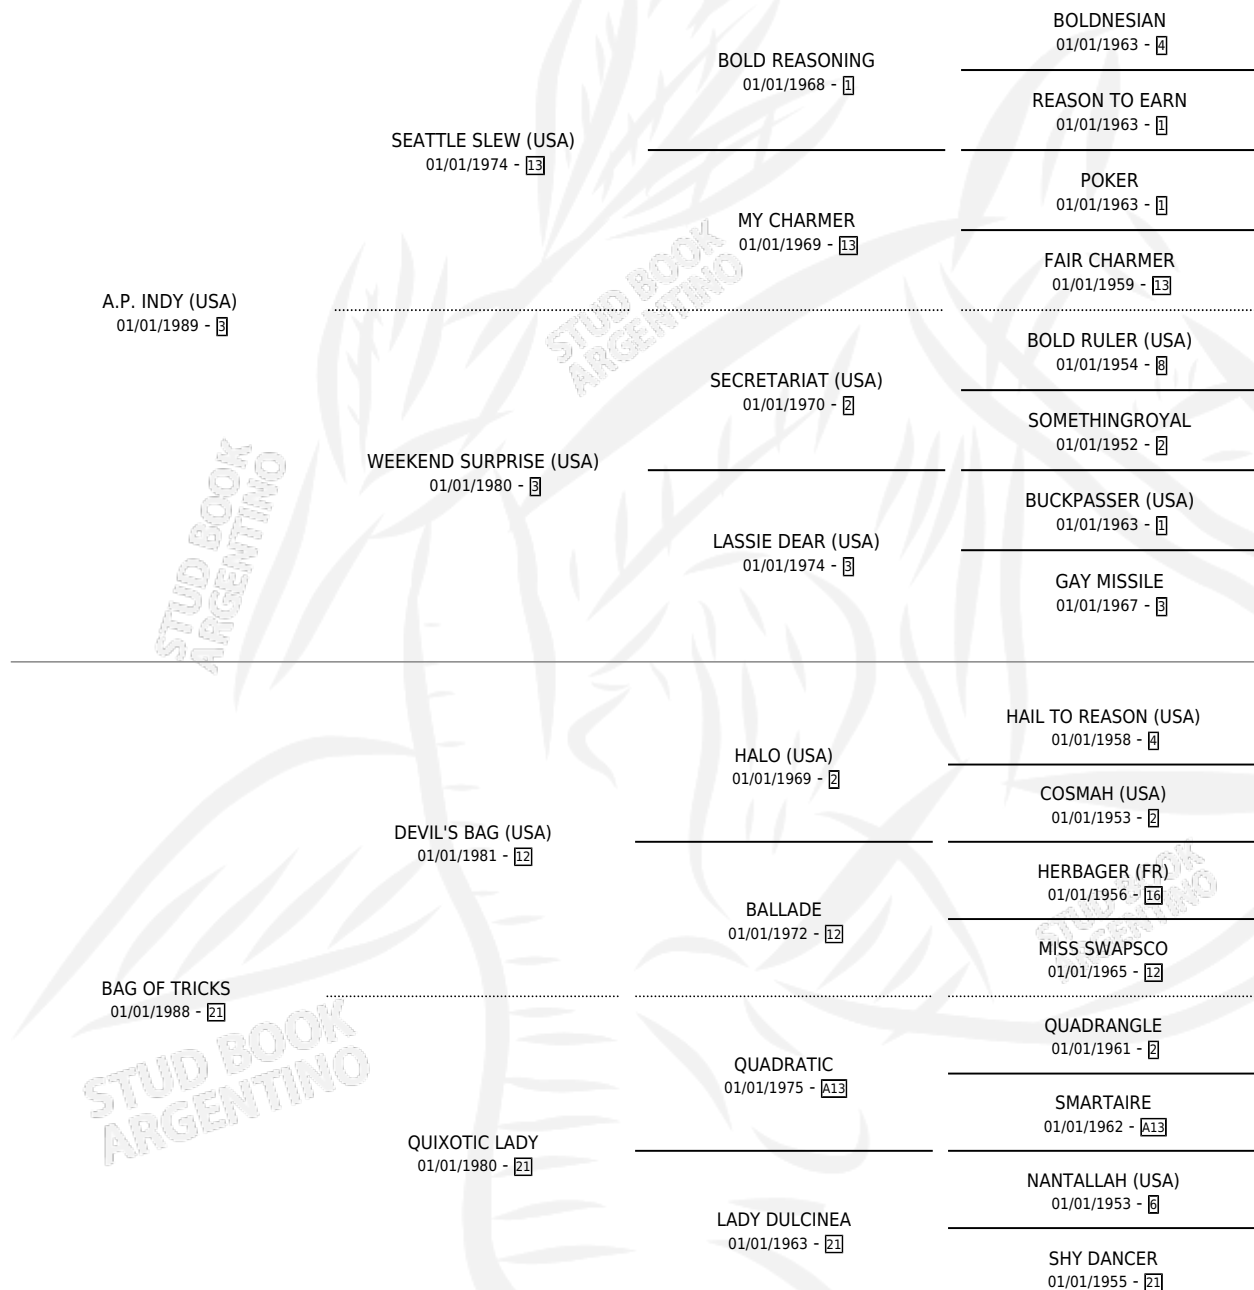 BOLDNESIAN
01/01/1963 - 4
BOLD REASONING
01/01/1968 - 1
REASON TO EARN
01/01/1963 - 1
SEATTLE SLEW (USA)
01/01/1974 - 13
POKER
01/01/1963 - 1
MY CHARMER
01/01/1969 - 13
FAIR CHARMER
01/01/1959 - 13
A.P. INDY (USA)
01/01/1989 - 3
STUD BOOK
ARGENTINO
BOLD RULER (USA)
01/01/1954 - 8
SECRETARIAT (USA)
01/01/1970 - 2
SOMETHINGROYAL
01/01/1952 - 2
WEEKEND SURPRISE (USA)
01/01/1980 - 3
BUCKPASSER (USA)
01/01/1963 - 1
LASSIE DEAR (USA)
01/01/1974 - 3
GAY MISSILE
01/01/1967 - 3
STUD BOOK
ARGENTINO
HAIL TO REASON (USA)
01/01/1958 - 4
HALO (USA)
01/01/1969 - 2
COSMAH (USA)
01/01/1953 - 2
DEVIL'S BAG (USA)
01/01/1981 - 12
HERBAGER (FR)
01/01/1956 - 16
BALLADE
01/01/1972 - 12
STUD BOOK
ARGENTINO
MISS SWAPSCO
01/01/1965 - 12
BAG OF TRICKS
01/01/1988 - 21
QUADRANGLE
01/01/1961 - 2
QUADRATIC
01/01/1975 - A13
SMARTAIRE
01/01/1962 - A13
STUD BOOK
ARGENTINO
QUIXOTIC LADY
01/01/1980 - 21
NANTALLAH (USA)
01/01/1953 - 6
LADY DULCINEA
01/01/1963 - 21
SHY DANCER
01/01/1955 - 21